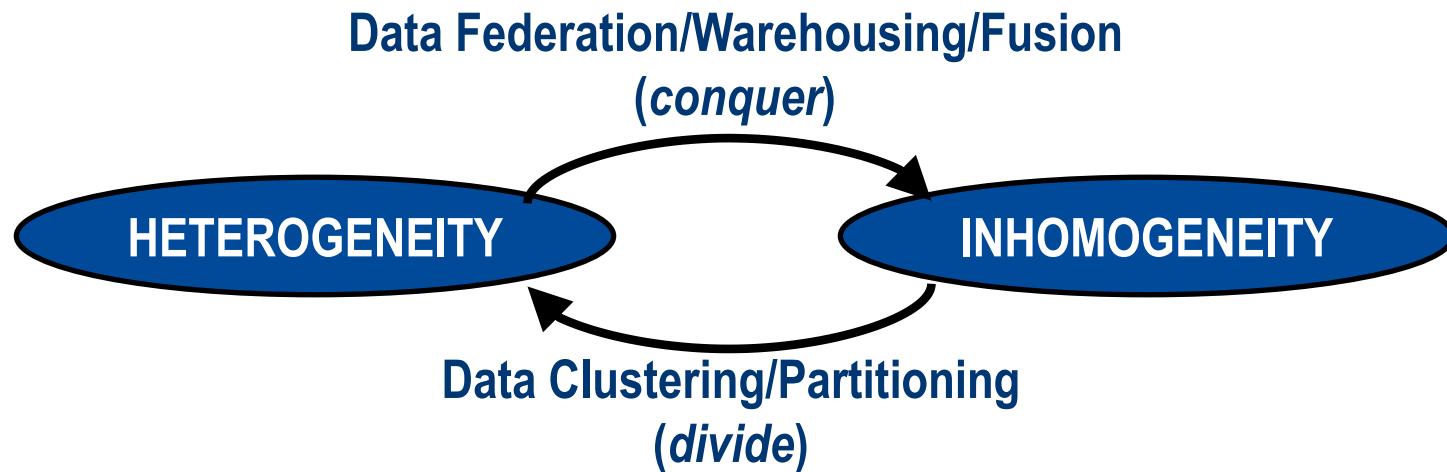 Data Federation/Warehousing/Fusion
(conquer)
HETEROGENEITY
INHOMOGENEITY
Data Clustering/Partitioning
(divide)